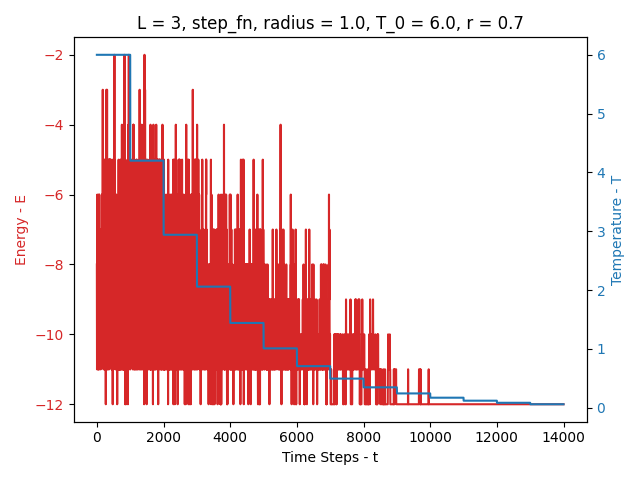 L = 3, step_fn, radius = 1.0, T_0 = 6.0, r = 0.7
−2
−4
−6
−8
−10
−12
Energy - E
6
5
4
3
2
1
0
Temperature - T
0 2000 4000 6000 8000 10000 12000 14000
Time Steps - t